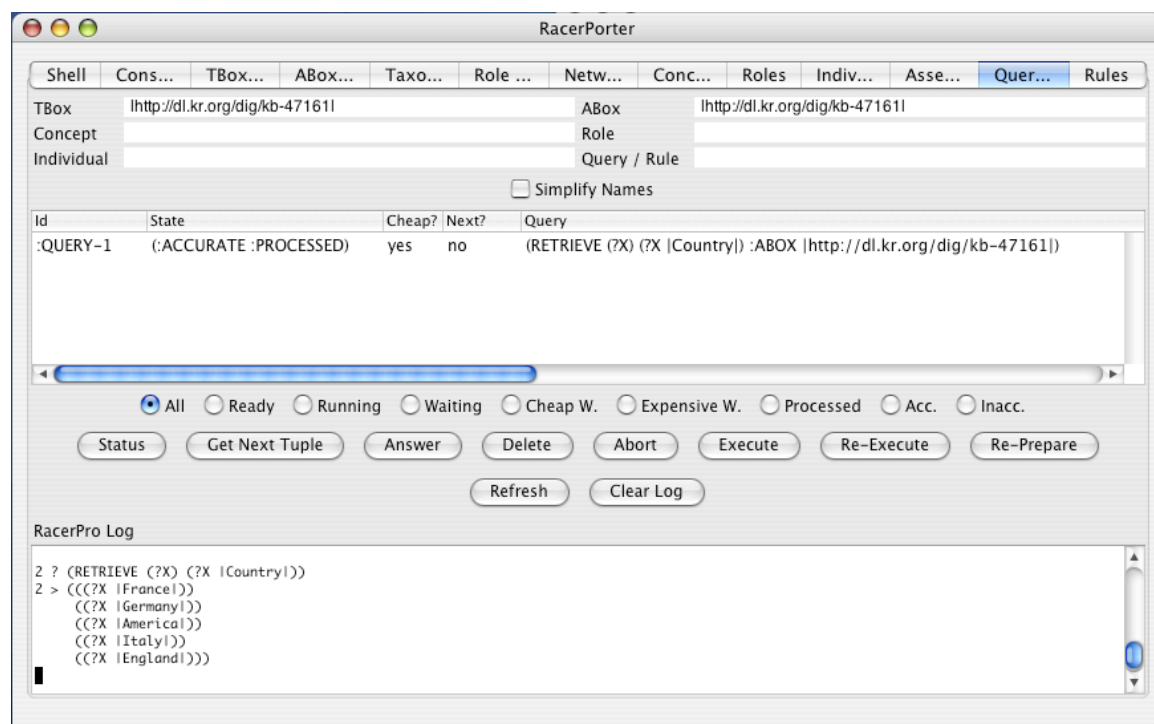 RacerPorter
Shell Cons... TBox... ABox... Taxo... Role ... Netw... Conc... Roles Indiv... Asse... Quer... Rules
TBox |http://dl.kr.org/dig/kb-47161| ABox |http://dl.kr.org/dig/kb-47161|
Concept Role
Individual Query / Rule
Simplify Names
Id State Cheap? Next? Query
:QUERY-1 (:ACCURATE :PROCESSED) yes no (RETRIEVE (?X) (?X |Country|) :ABOX |http://dl.kr.org/dig/kb-47161|)
All Ready Running Waiting Cheap W. Expensive W. Processed Acc. Inacc.
Status Get Next Tuple Answer Delete Abort Execute Re-Execute Re-Prepare
Refresh Clear Log
RacerPro Log
2 ? (RETRIEVE (?X) (?X |Country|))
2 > (((?X |France|))
((?X |Germany|))
((?X |America|))
((?X |Italy|))
((?X |England|)))